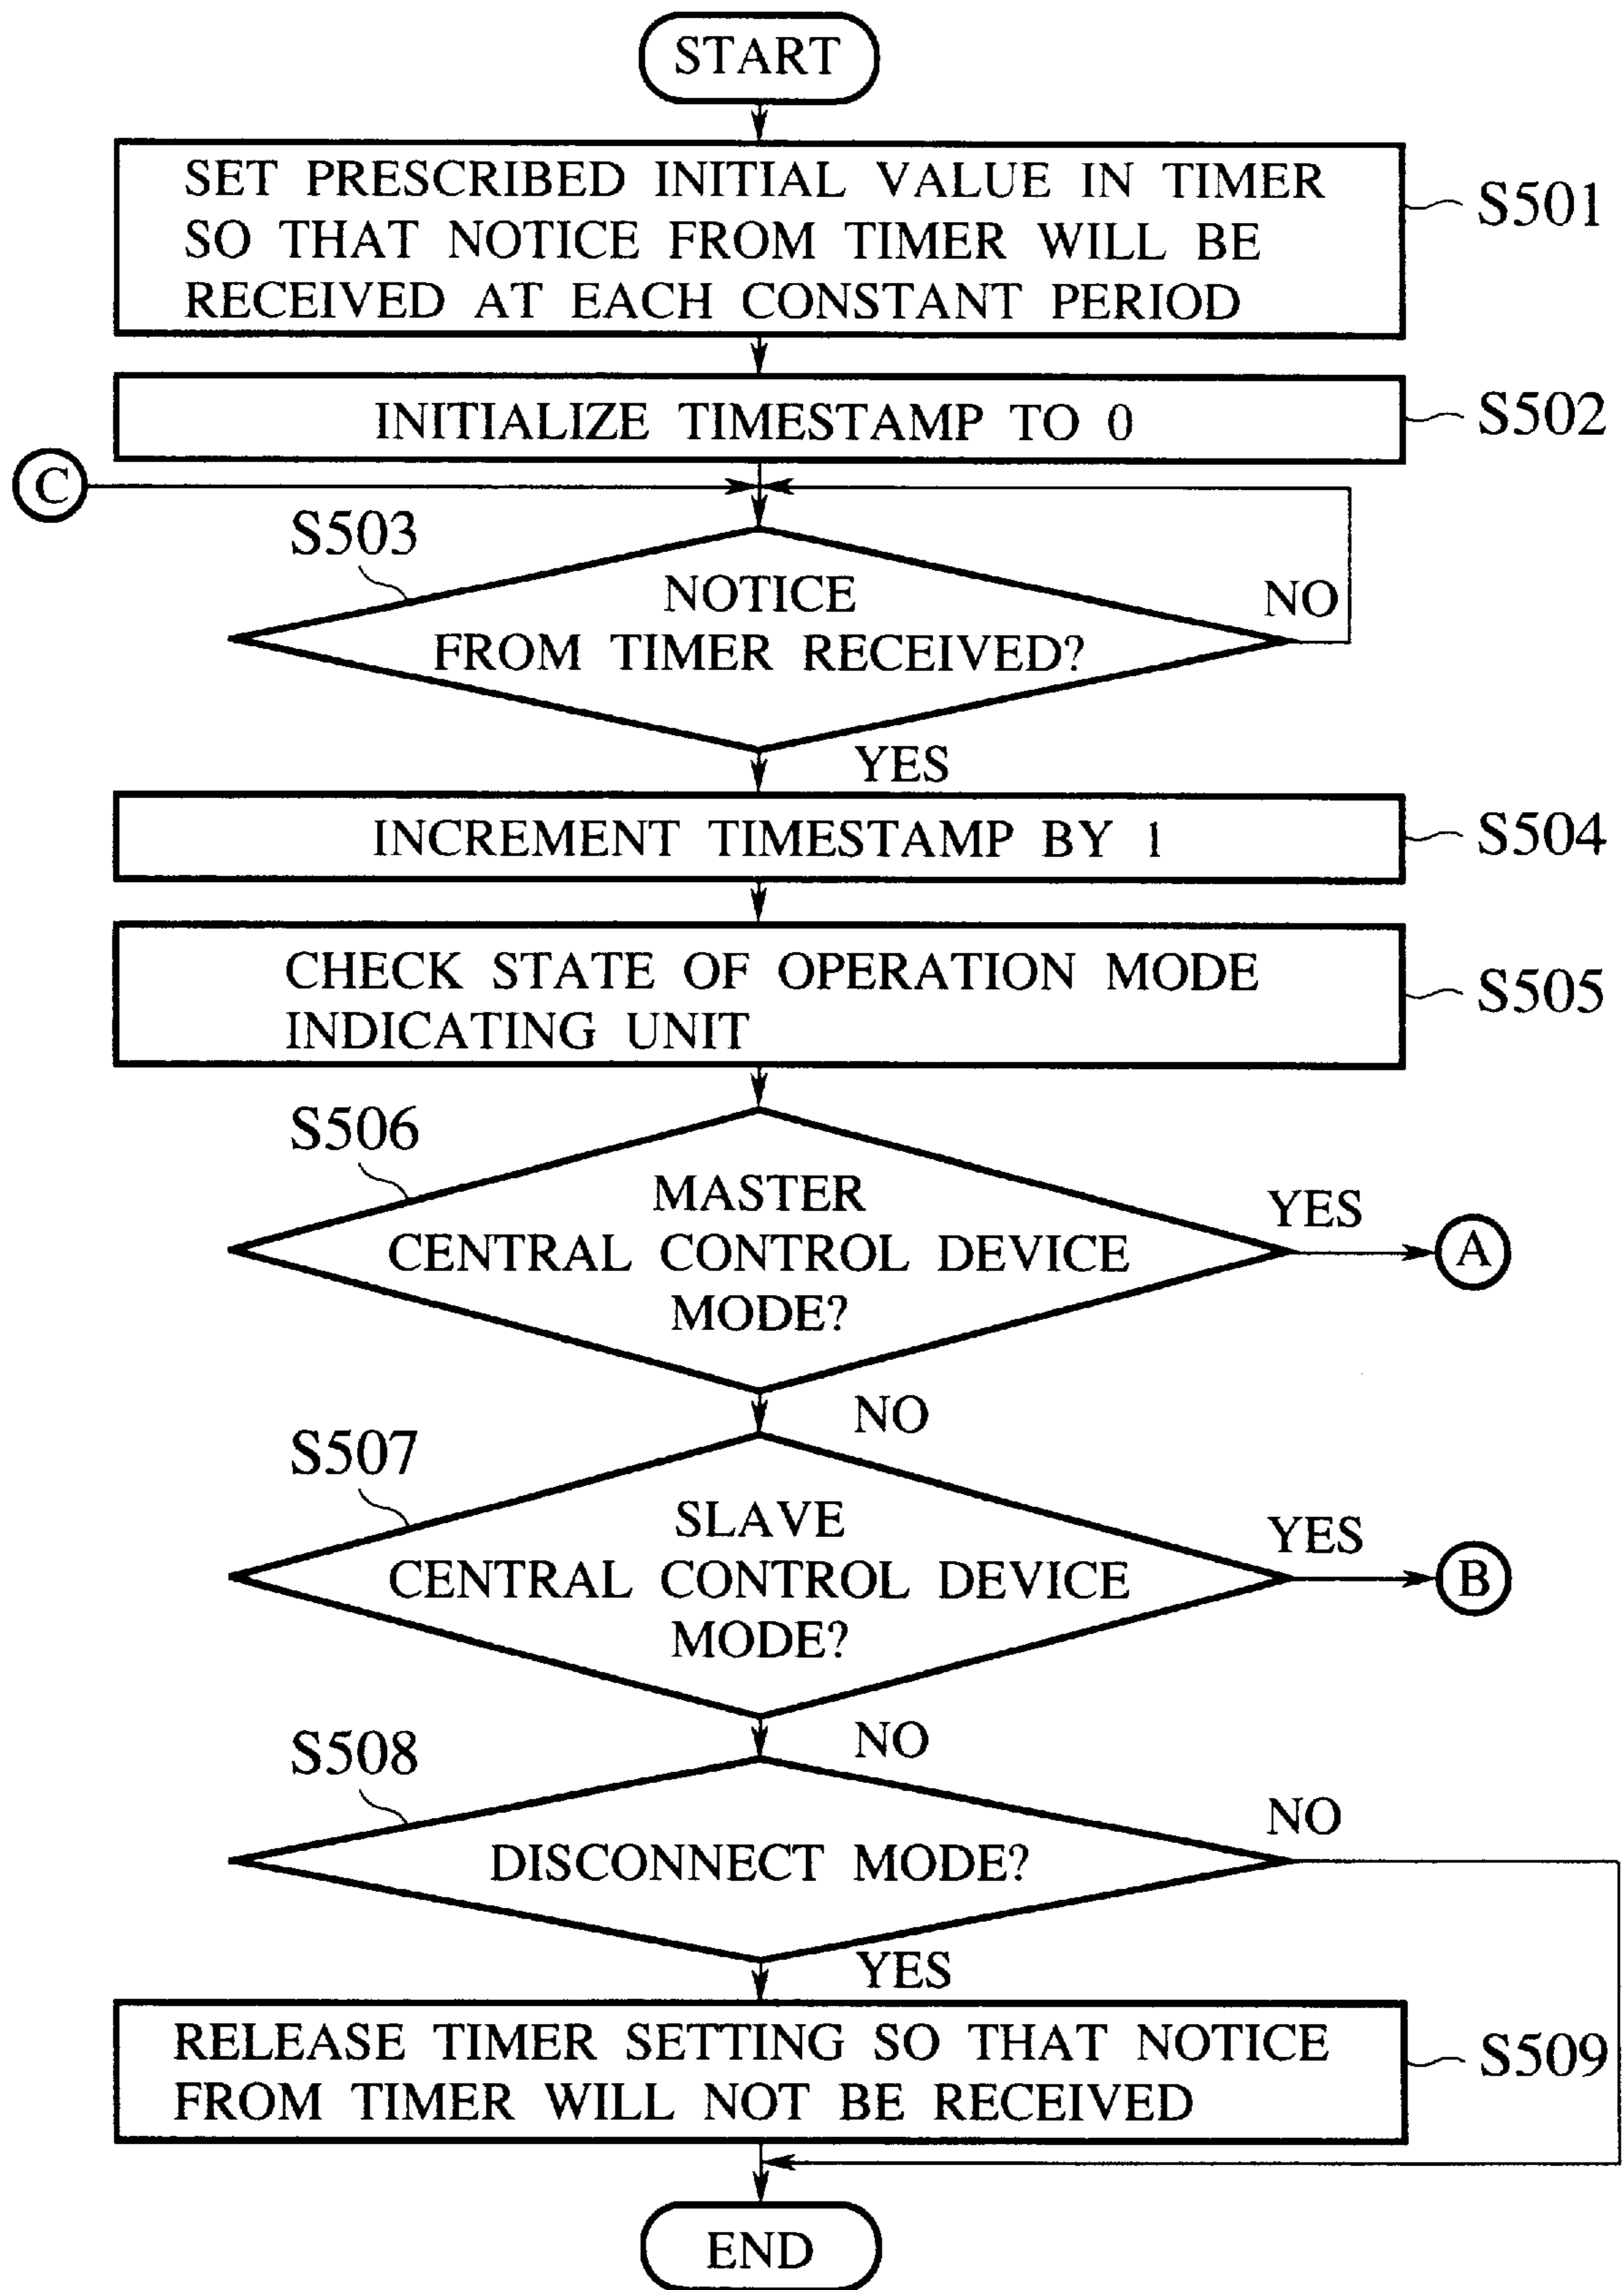 START
SET PRESCRIBED INITIAL VALUE IN TIMER
SO THAT NOTICE FROM TIMER WILL BE
RECEIVED AT EACH CONSTANT PERIOD
S501
INITIALIZE TIMESTAMP TO 0
S502
C
S503
NOTICE
FROM TIMER RECEIVED?
NO
YES
INCREMENT TIMESTAMP BY 1
S504
CHECK STATE OF OPERATION MODE
INDICATING UNIT
S505
S506
MASTER
CENTRAL CONTROL DEVICE
MODE?
YES
A
NO
S507
SLAVE
CENTRAL CONTROL DEVICE
MODE?
YES
B
NO
S508
DISCONNECT MODE?
NO
YES
RELEASE TIMER SETTING SO THAT NOTICE
FROM TIMER WILL NOT BE RECEIVED
S509
END